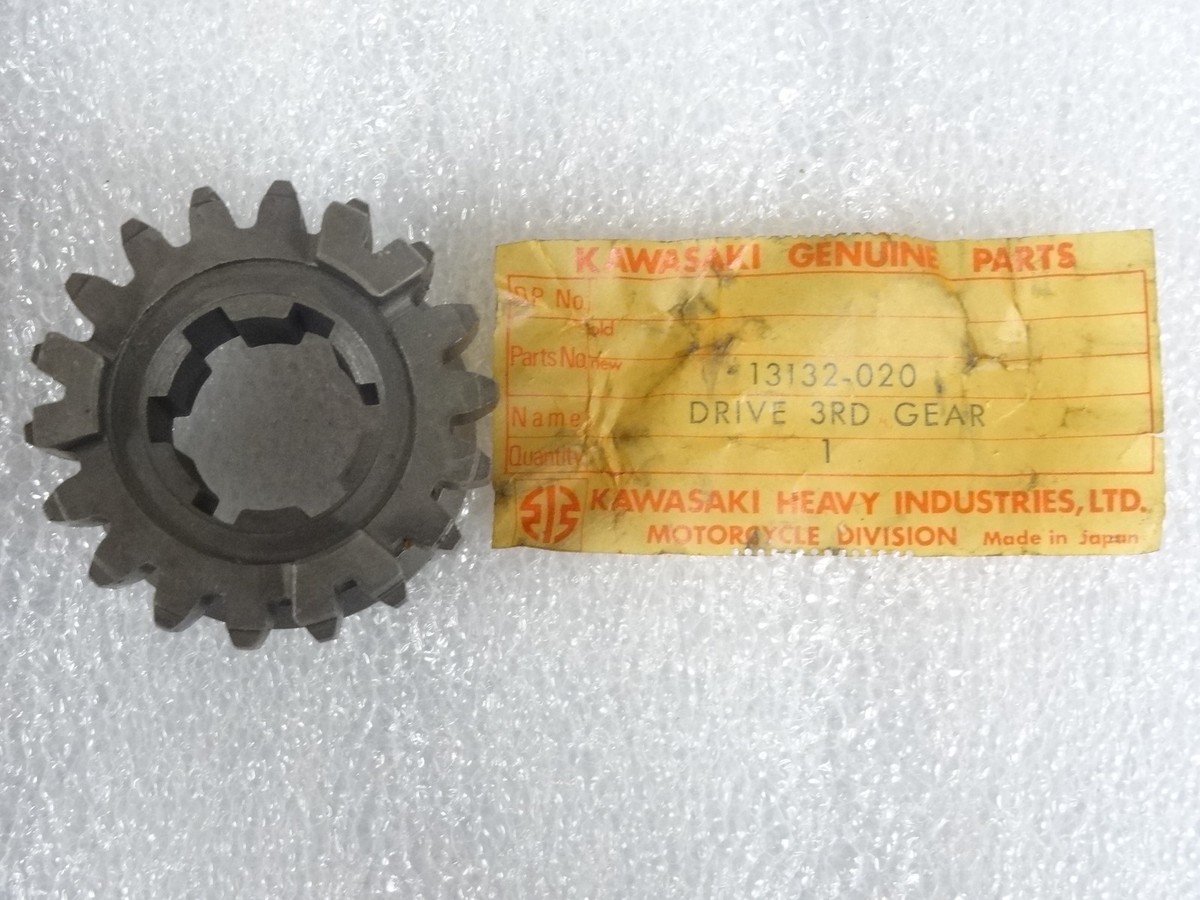 KAWASAKI GENUINE PARTS
D.P. No.
old
Parts No. new 13132-020
Name DRIVE 3RD GEAR
Quantity 1
KAWASAKI HEAVY INDUSTRIES, LTD.
MOTORCYCLE DIVISION Made in Japan